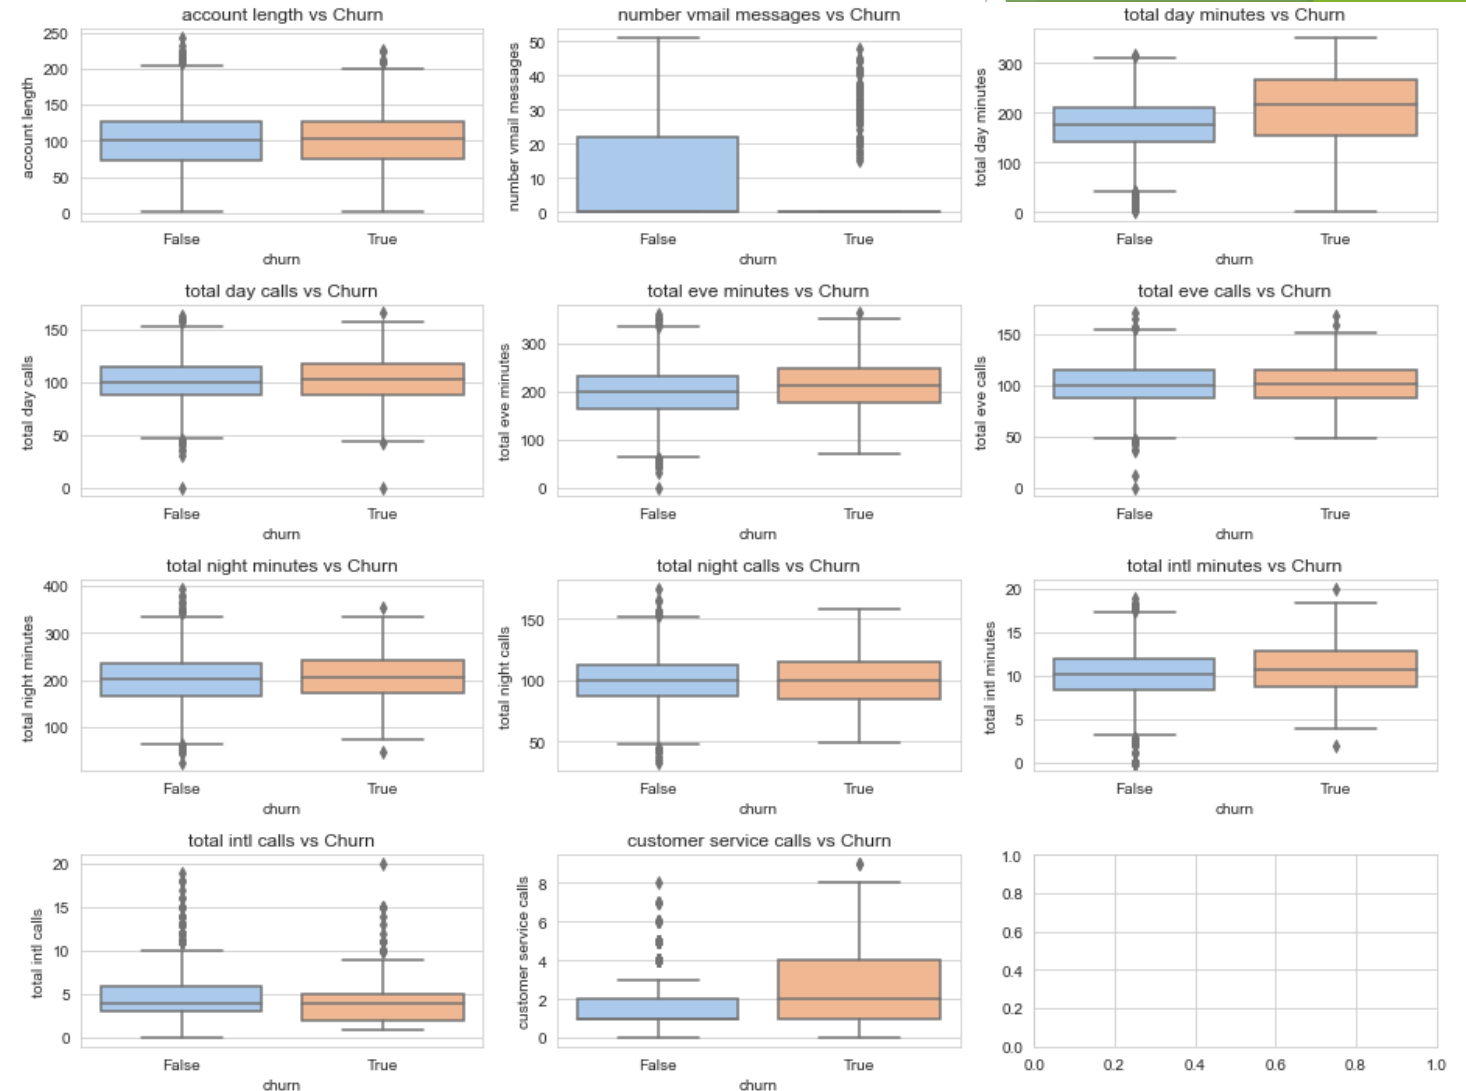 account length vs Churn
account length
250
200
150
100
50
0
False
True
churn
number vmail messages vs Churn
number vmail messages
50
40
30
20
10
0
False
True
churn
total day minutes vs Churn
total day minutes
300
200
100
0
False
True
churn
total day calls vs Churn
total day calls
150
100
50
0
False
True
churn
total eve minutes vs Churn
total eve minutes
300
200
100
0
False
True
churn
total eve calls vs Churn
total eve calls
150
100
50
0
False
True
churn
total night minutes vs Churn
total night minutes
400
300
200
100
False
True
churn
total night calls vs Churn
total night calls
150
100
50
False
True
churn
total intl minutes vs Churn
total intl minutes
20
15
10
5
0
False
True
churn
total intl calls vs Churn
total intl calls
20
15
10
5
0
False
True
churn
customer service calls vs Churn
customer service calls
8
6
4
2
0
False
True
churn
1.0
0.8
0.6
0.4
0.2
0.0
0.0
0.2
0.4
0.6
0.8
1.0